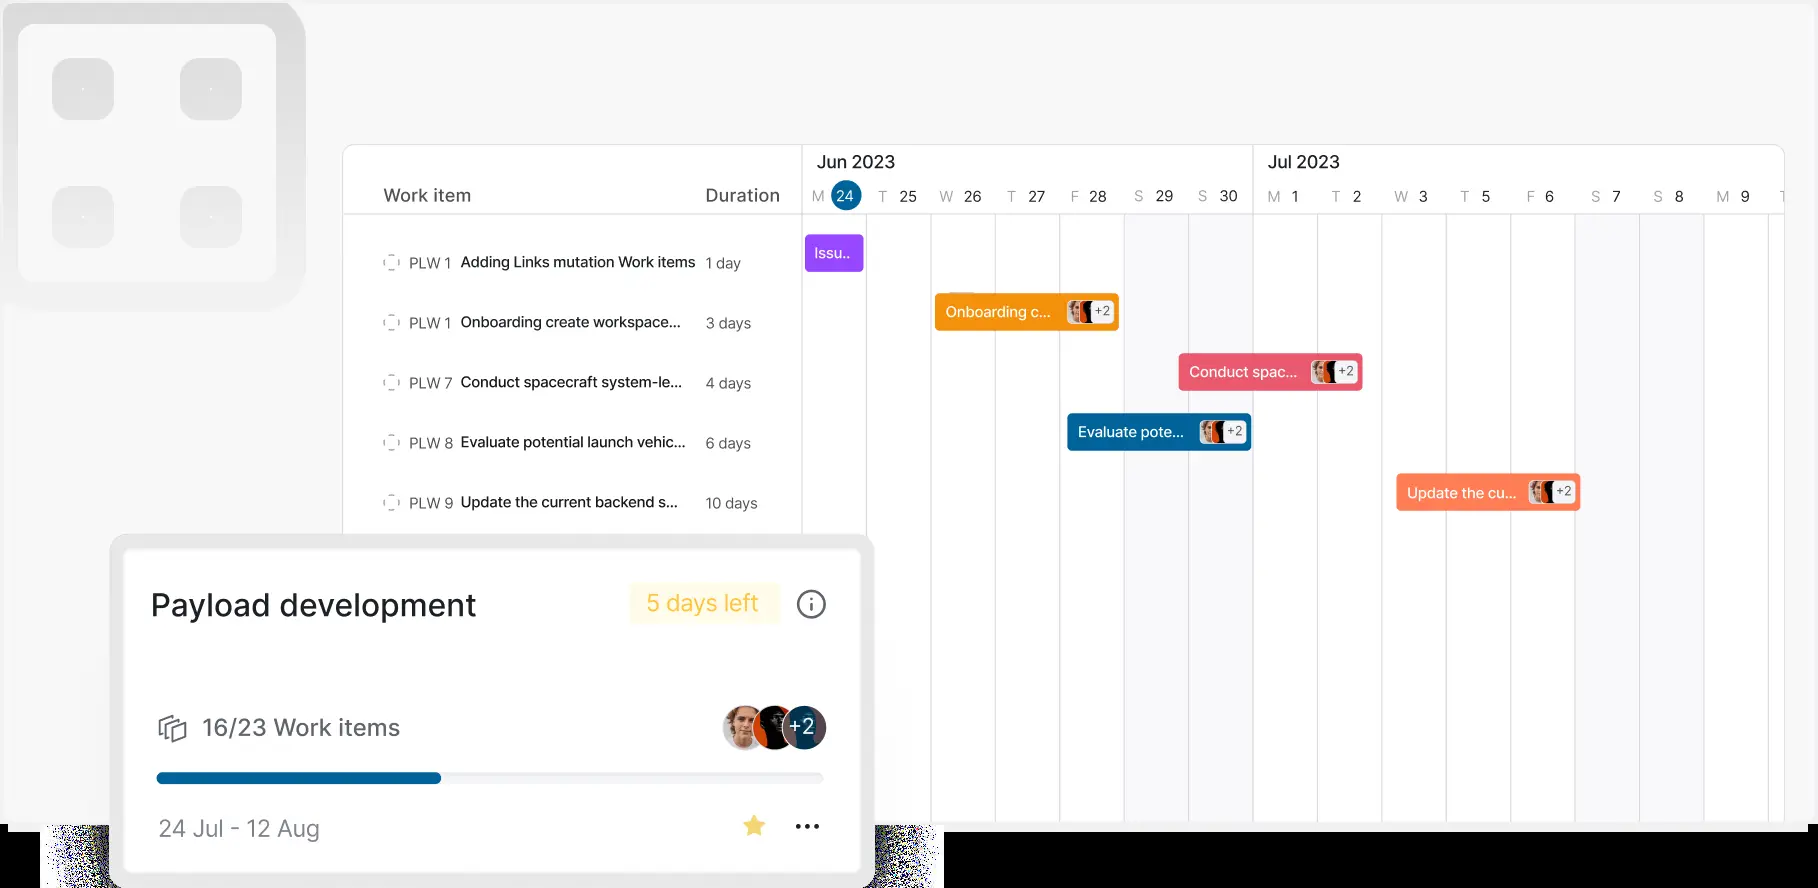 Jun 2023
Jul 2023
Work item Duration M 24 T 25 W 26 T 27 F 28 S 29 S 30 M 1 T 2 W 3 T 5 F 6 S 7 S 8 M 9
PLW 1 Adding Links mutation Work items 1 day
Issu..
PLW 1 Onboarding create workspace... 3 days
Onboarding c... +2
PLW 7 Conduct spacecraft system-le... 4 days
Conduct spac... +2
PLW 8 Evaluate potential launch vehic... 6 days
Evaluate pote... +2
PLW 9 Update the current backend s... 10 days
Update the cu... +2
Payload development 5 days left
16/23 Work items +2
24 Jul - 12 Aug